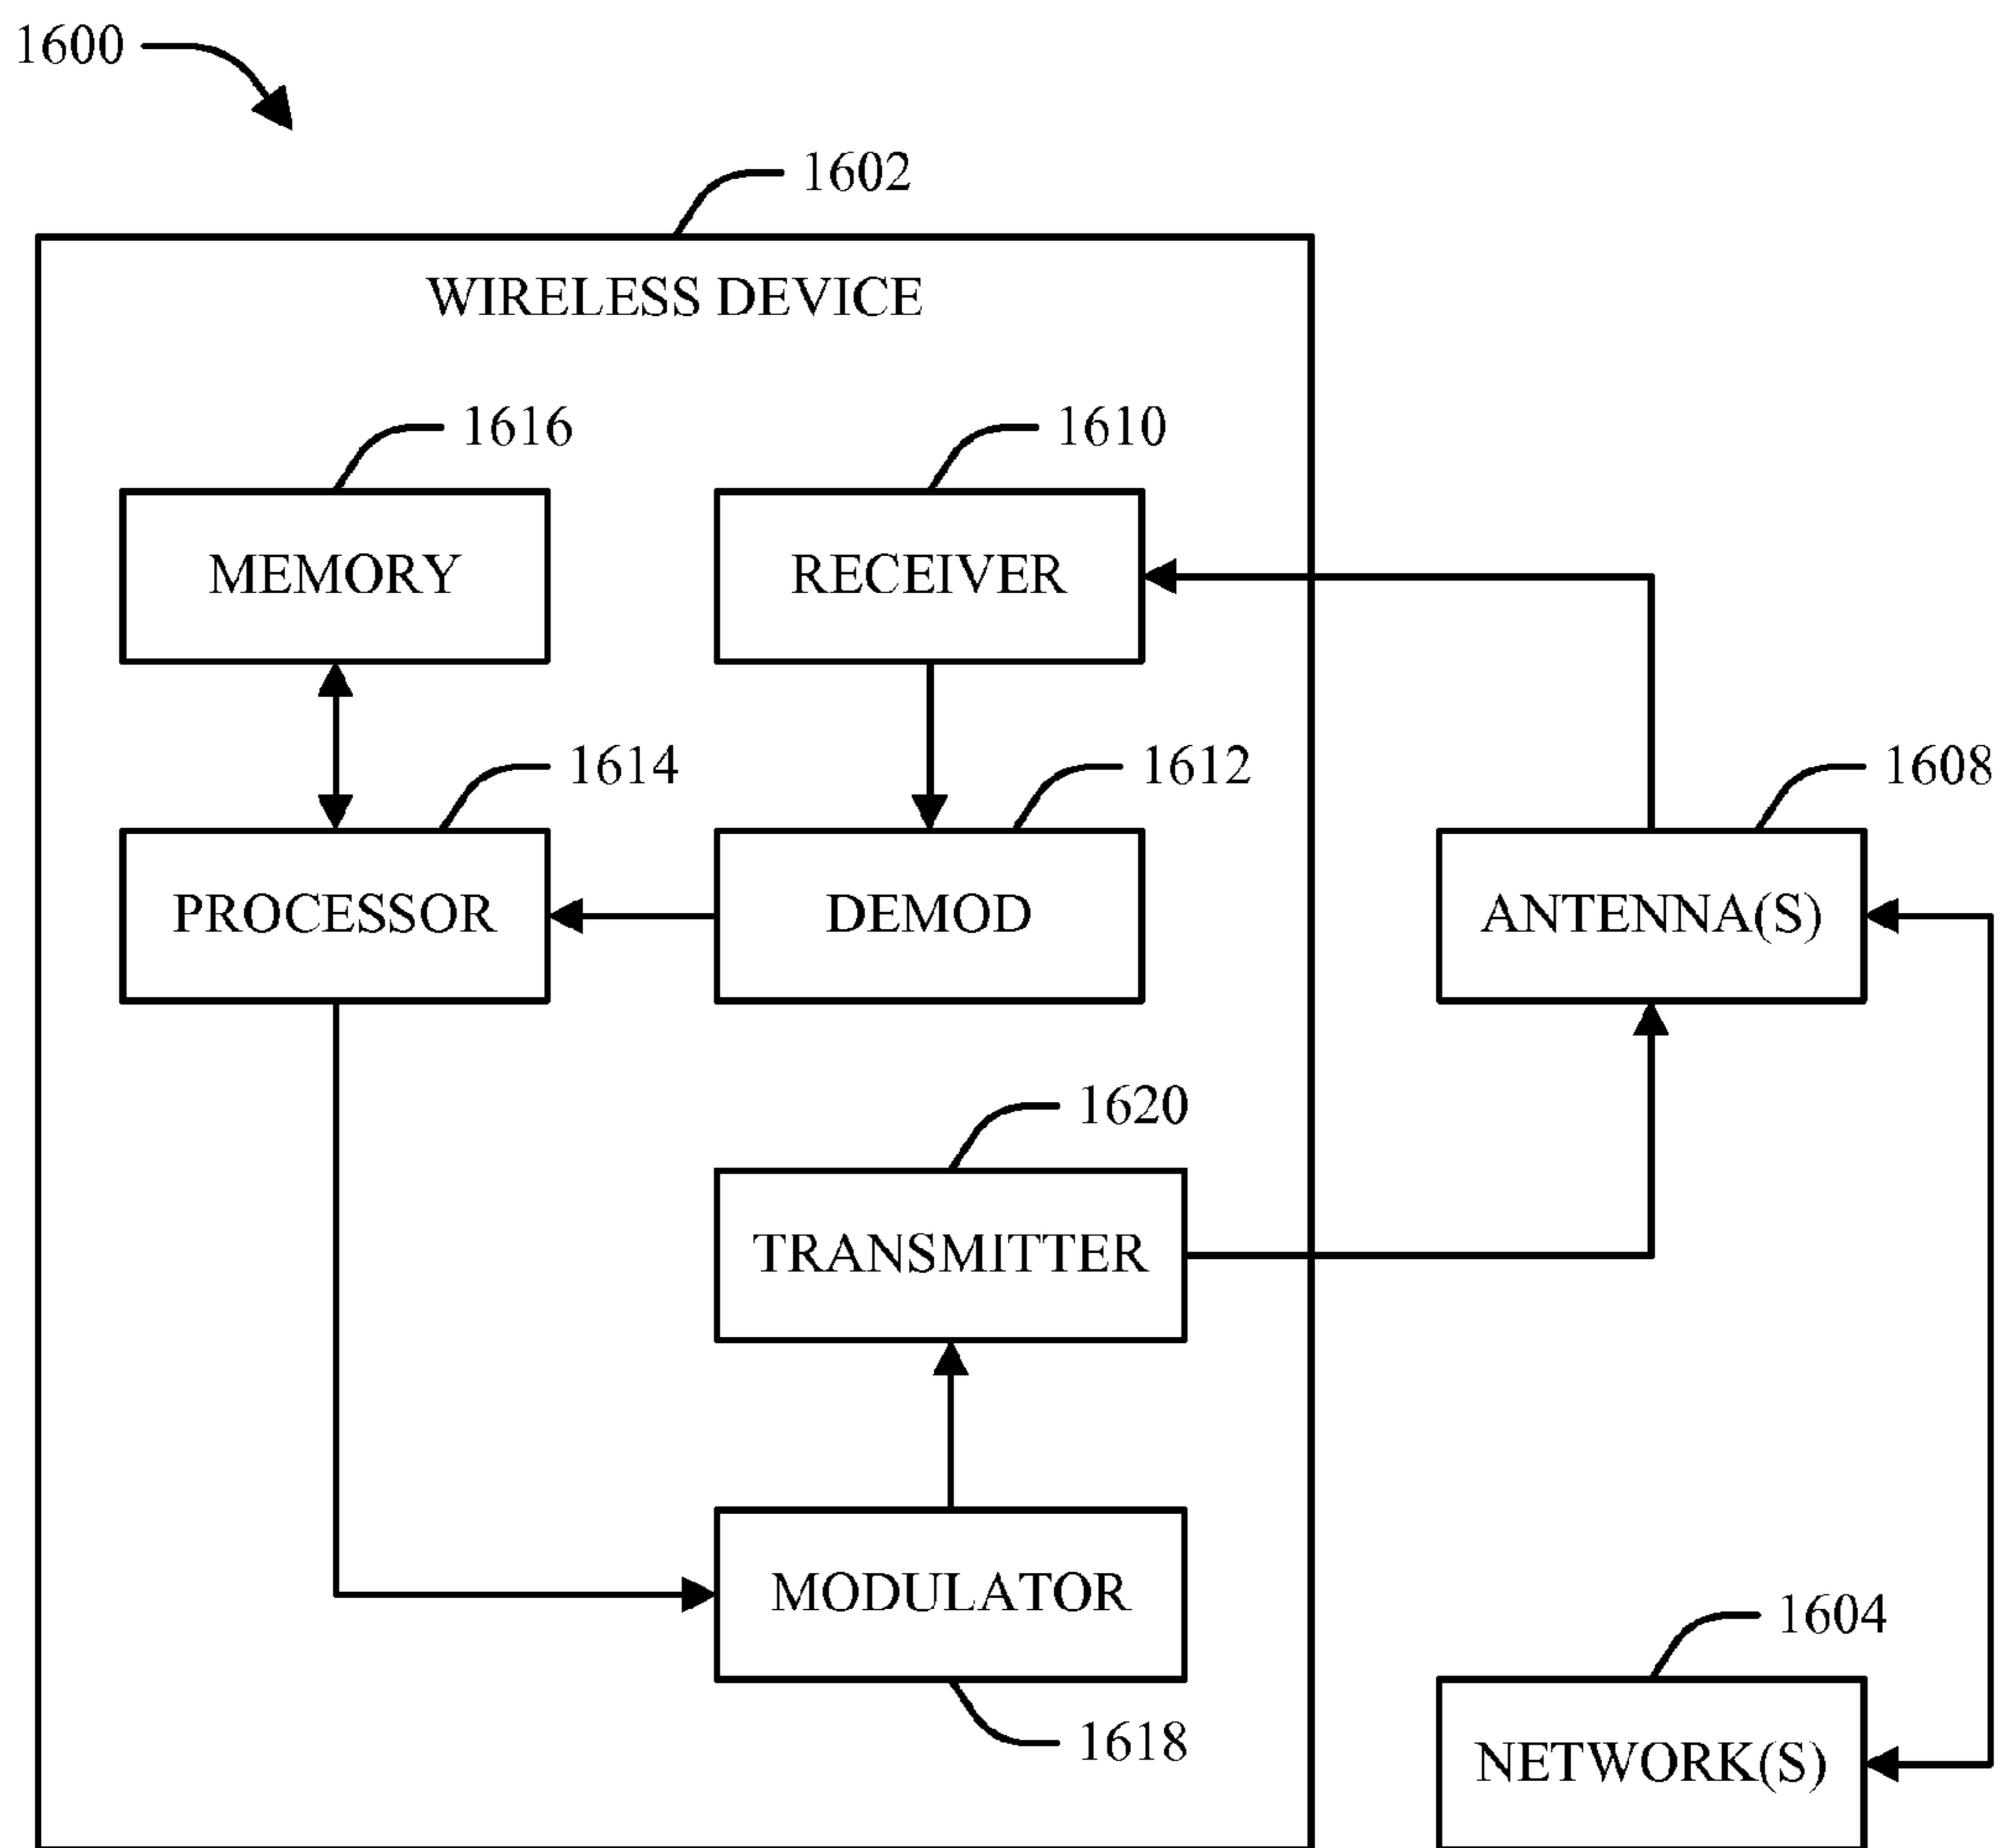 1600
1602
WIRELESS DEVICE
1616
1610
MEMORY
RECEIVER
1614
1612
1608
PROCESSOR
DEMOD
ANTENNA(S)
1620
TRANSMITTER
MODULATOR
1604
1618
NETWORK(S)